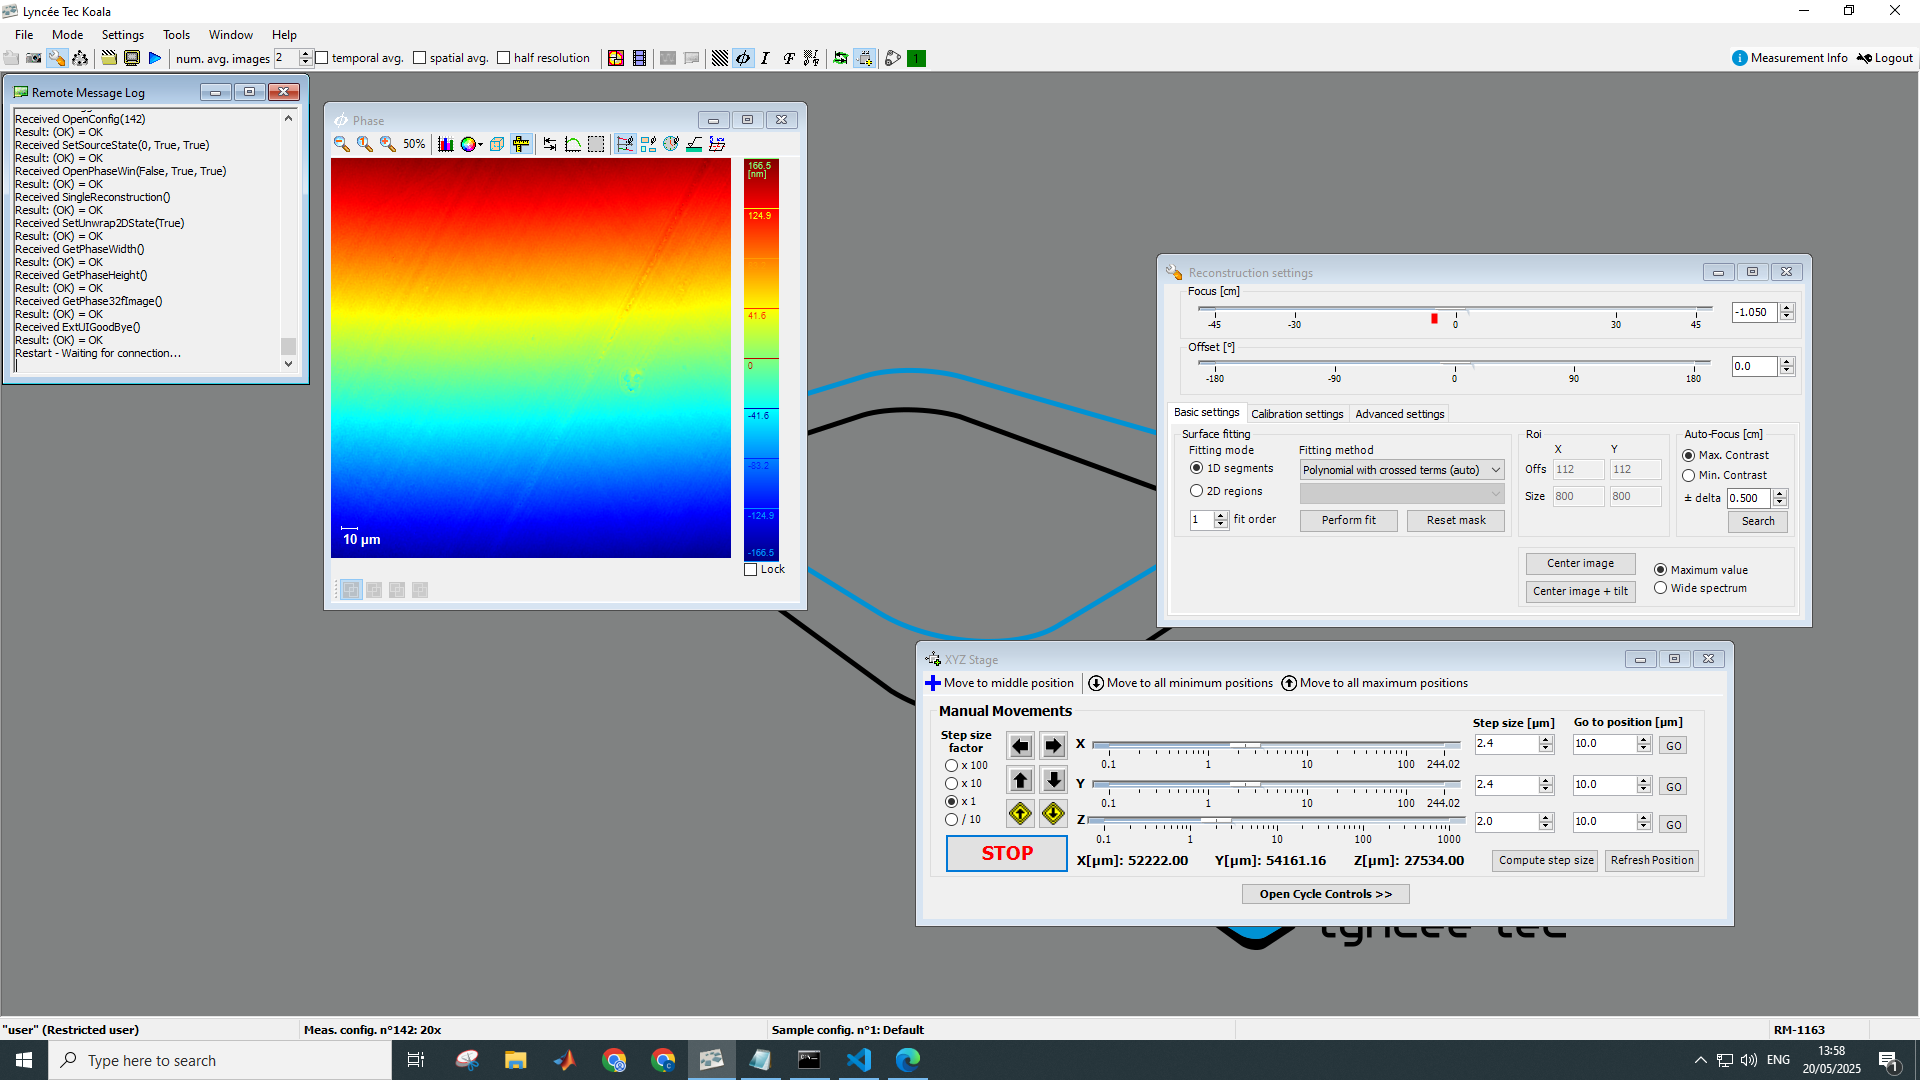 Lyncée Tec Koala
File Mode Settings Tools Window Help
num. avg. images 2 temporal avg. spatial avg. half resolution 1 Measurement Info Logout
Remote Message Log
Received OpenConfig(142)
Result: (OK) = OK
Received SetSourceState(0, True, True)
Result: (OK) = OK
Received OpenPhaseWin(False, True, True)
Result: (OK) = OK
Received SingleReconstruction()
Result: (OK) = OK
Received SetUnwrap2DState(True)
Result: (OK) = OK
Received GetPhaseWidth()
Result: (OK) = OK
Received GetPhaseHeight()
Result: (OK) = OK
Received GetPhase32fImage()
Result: (OK) = OK
Received ExtUIGoodBye()
Result: (OK) = OK
Restart - Waiting for connection...
Phase
50%
166.5
[nm]
124.9
41.6
0
-41.6
-83.2
-124.9
-166.5
10 µm
Lock
Reconstruction settings
Focus [cm]
-45 -30 0 30 45
-1.050
Offset [º]
-180 -90 0 90 180
0.0
Basic settings Calibration settings Advanced settings
Surface fitting
Fitting mode Fitting method
1D segments Polynomial with crossed terms (auto)
2D regions
1 fit order Perform fit Reset mask
Roi
X Y
Offs 112 112
Size 800 800
Auto-Focus [cm]
Max. Contrast
Min. Contrast
± delta 0.500
Search
Center image
Center image + tilt
Maximum value
Wide spectrum
XYZ Stage
Move to middle position Move to all minimum positions Move to all maximum positions
Manual Movements
Step size factor
x 100
x 10
x 1
/ 10
STOP
Step size [µm] Go to position [µm]
X 2.4 10.0 GO
0.1 1 10 100 244.02
Y 2.4 10.0 GO
0.1 1 10 100 244.02
Z 2.0 10.0 GO
0.1 1 10 100 1000
X[µm]: 52222.00 Y[µm]: 54161.16 Z[µm]: 27534.00 Compute step size Refresh Position
Open Cycle Controls >>
lyncée tec
"user" (Restricted user) Meas. config. n°142: 20x Sample config. n°1: Default RM-1163
Type here to search
ENG
13:58
20/05/2025
1